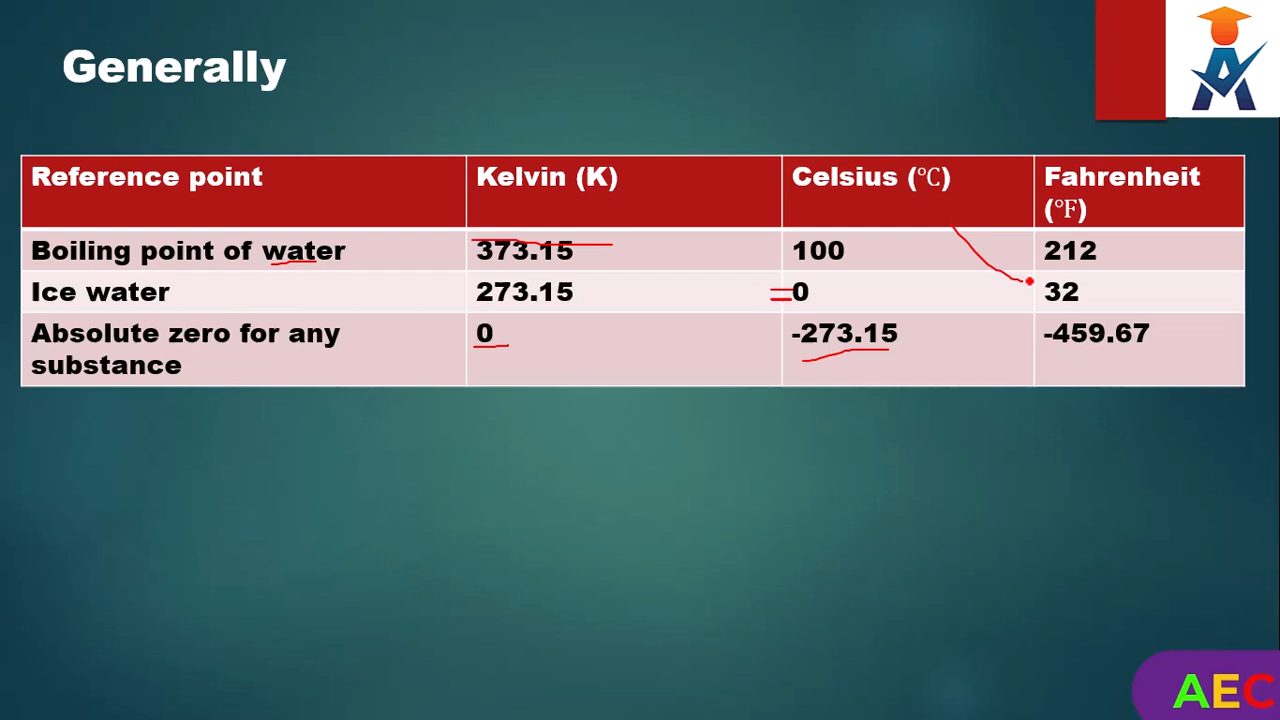 Generally
Reference point Kelvin (K) Celsius (℃) Fahrenheit
(℉)
Boiling point of water 373.15 100 212
Ice water 273.15 0 32
Absolute zero for any 0 -273.15 -459.67
substance
AEC